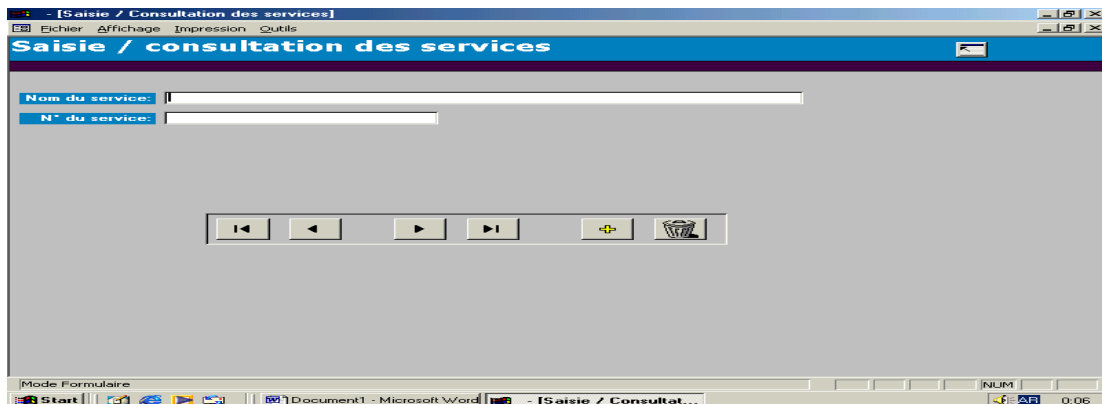 - [Saisie / Consultation des services]
Fichier Affichage Impression Outils
Saisie / consultation des services
Nom du service:
N° du service:
Mode Formulaire
NUM
Start
Document1 - Microsoft Word
- [Saisie / Consultat...
AR
0:06